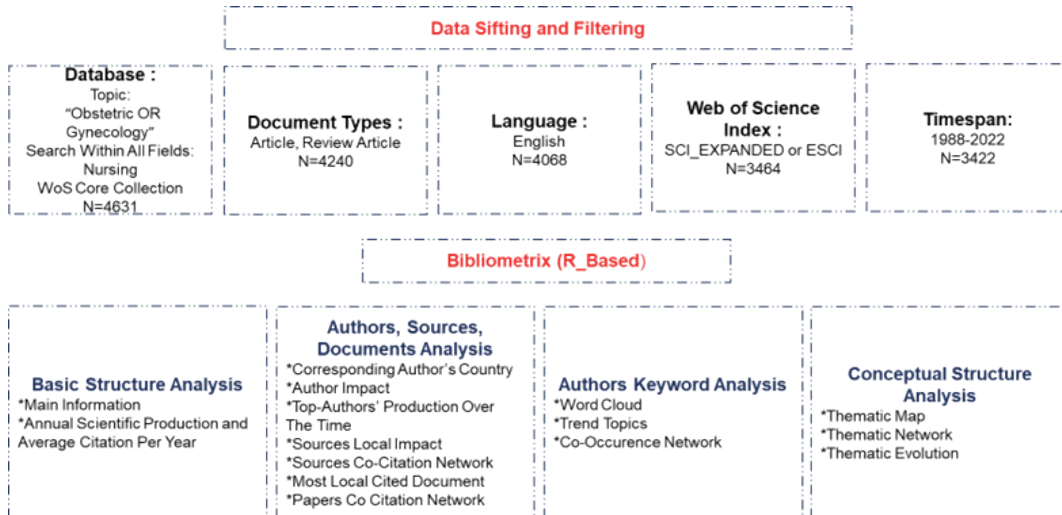 Data Sifting and Filtering
Database :
Topic:
“Obstetric OR
Gynecology”
Search Within All Fields:
Nursing
WoS Core Collection
N=4631
Document Types :
Article, Review Article
N=4240
Language :
English
N=4068
Web of Science
Index :
SCI_EXPANDED or ESCI
N=3464
Timespan:
1988-2022
N=3422
Bibliometrix (R_Based)
Basic Structure Analysis
*Main Information
*Annual Scientific Production and
Average Citation Per Year
Authors, Sources,
Documents Analysis
*Corresponding Author’s Country
*Author Impact
*Top-Authors’ Production Over
The Time
*Sources Local Impact
*Sources Co-Citation Network
*Most Local Cited Document
*Papers Co Citation Network
Authors Keyword Analysis
*Word Cloud
*Trend Topics
*Co-Occurence Network
Conceptual Structure
Analysis
*Thematic Map
*Thematic Network
*Thematic Evolution